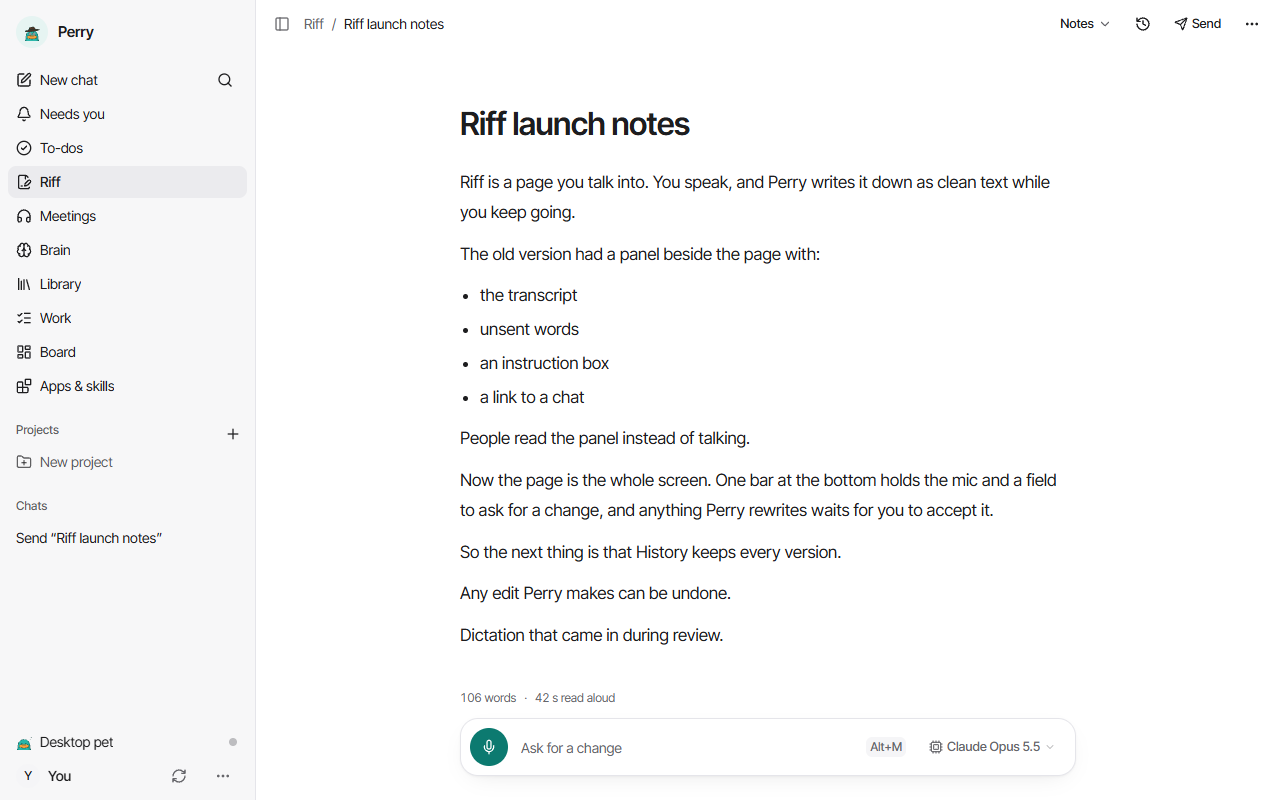 Perry
New chat
Needs you
To-dos
Riff
Meetings
Brain
Library
Work
Board
Apps & skills
Projects
New project
Chats
Send “Riff launch notes”
Desktop pet
Y You
Riff / Riff launch notes
Notes
Send
Riff launch notes
Riff is a page you talk into. You speak, and Perry writes it down as clean text while
you keep going.
The old version had a panel beside the page with:
• the transcript
• unsent words
• an instruction box
• a link to a chat
People read the panel instead of talking.
Now the page is the whole screen. One bar at the bottom holds the mic and a field
to ask for a change, and anything Perry rewrites waits for you to accept it.
So the next thing is that History keeps every version.
Any edit Perry makes can be undone.
Dictation that came in during review.
106 words · 42 s read aloud
Ask for a change
Alt+M
Claude Opus 5.5